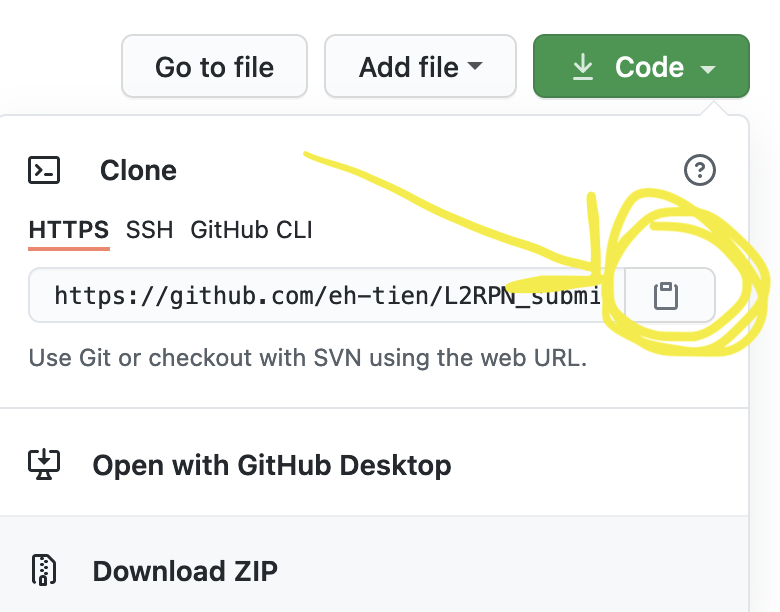 Go to file Add file Code
Clone ?
HTTPS SSH GitHub CLI
https://github.com/eh-tien/L2RPN_submi
Use Git or checkout with SVN using the web URL.
Open with GitHub Desktop
Download ZIP